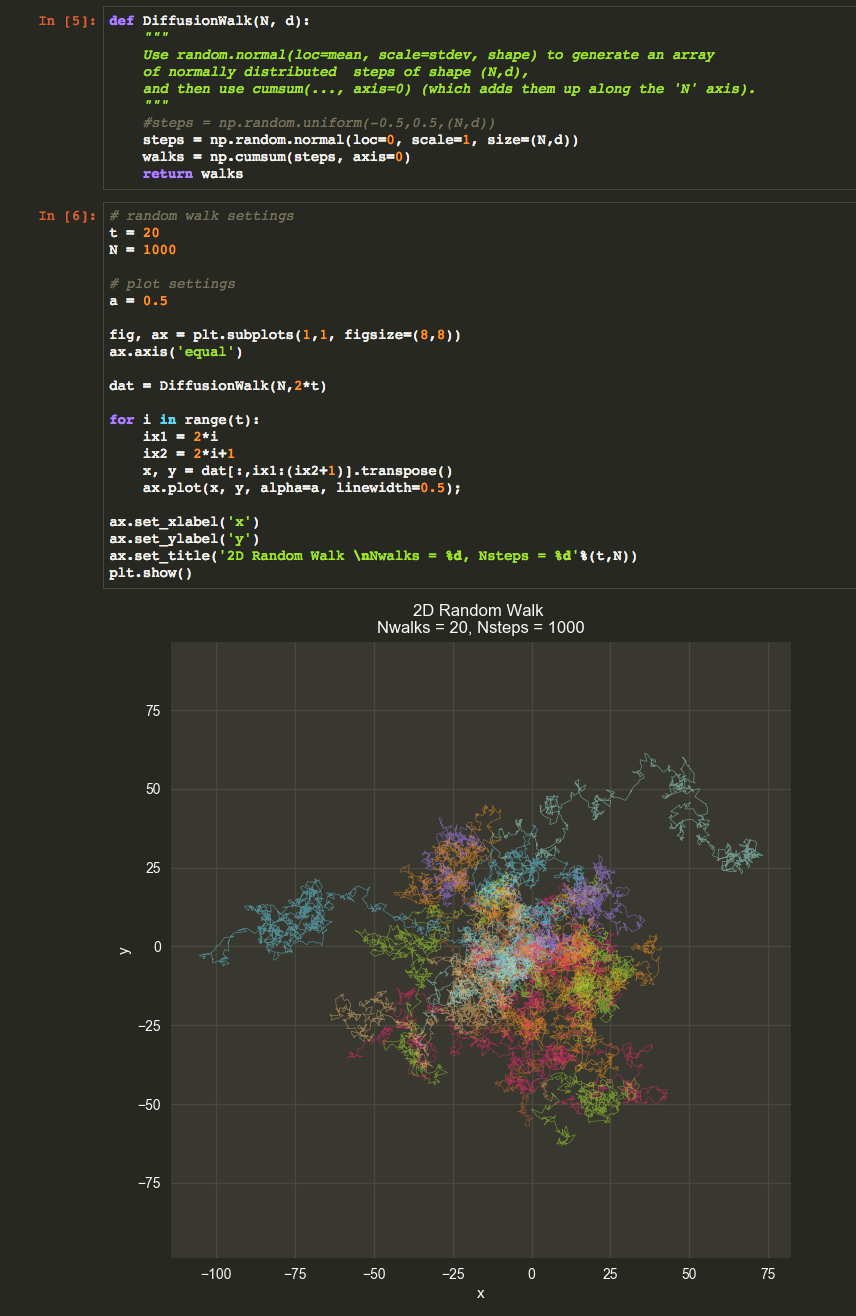 In [5]: def DiffusionWalk(N, d):
"""
Use random.normal(loc=mean, scale=stdev, shape) to generate an array
of normally distributed  steps of shape (N,d),
and then use cumsum(..., axis=0) (which adds them up along the 'N' axis).
"""
#steps = np.random.uniform(-0.5,0.5,(N,d))
steps = np.random.normal(loc=0, scale=1, size=(N,d))
walks = np.cumsum(steps, axis=0)
return walks
In [6]: # random walk settings
t = 20
N = 1000
# plot settings
a = 0.5
fig, ax = plt.subplots(1,1, figsize=(8,8))
ax.axis('equal')
dat = DiffusionWalk(N,2*t)
for i in range(t):
ix1 = 2*i
ix2 = 2*i+1
x, y = dat[:,ix1:(ix2+1)].transpose()
ax.plot(x, y, alpha=a, linewidth=0.5);
ax.set_xlabel('x')
ax.set_ylabel('y')
ax.set_title('2D Random Walk \nNwalks = %d, Nsteps = %d'%(t,N))
plt.show()
2D Random Walk
Nwalks = 20, Nsteps = 1000
75
50
25
0
−25
−50
−75
y
−100 −75 −50 −25 0 25 50 75
x